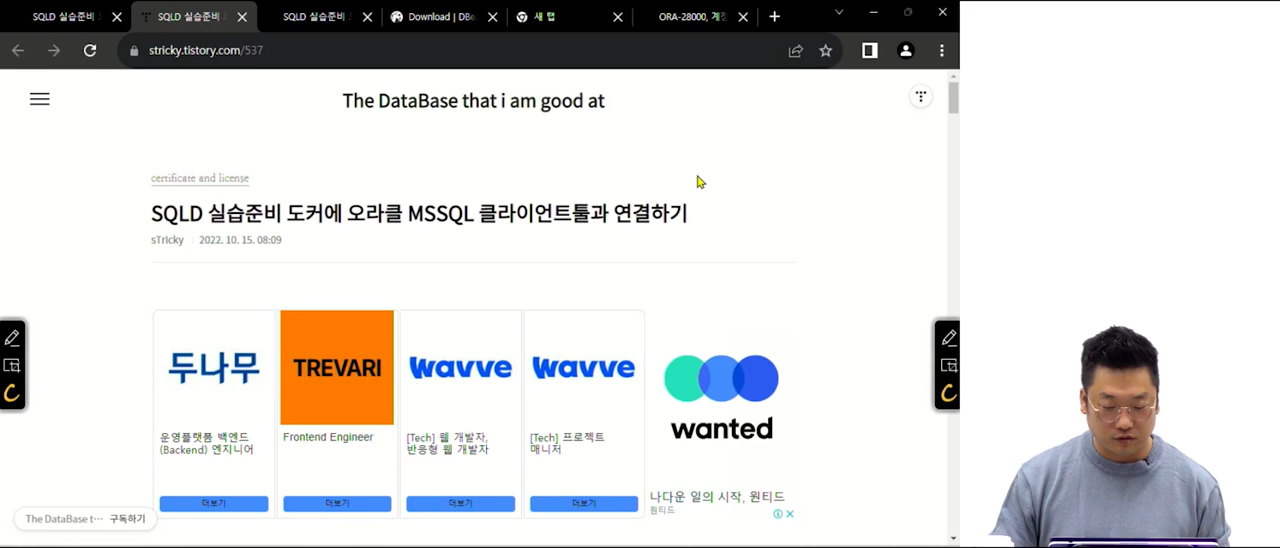 SQLD 실습준비
SQLD 실습준비
SQLD 실습준비
Download | DBe
새 탭
ORA-28000, 계정
stricky.tistory.com/537
The DataBase that i am good at
certificate and license
SQLD 실습준비 도커에 오라클 MSSQL 클라이언트툴과 연결하기
sTricky
2022. 10. 15. 08:09
두나무
TREVARI
wavve
wavve
wanted
운영플랫폼 백엔드
(Backend) 엔지니어
Frontend Engineer
[Tech] 웹 개발자,
반응형 웹 개발자
[Tech] 프로젝트
매니저
더보기
더보기
더보기
더보기
나다운 일의 시작, 원티드
원티드
The DataBase t··· 구독하기